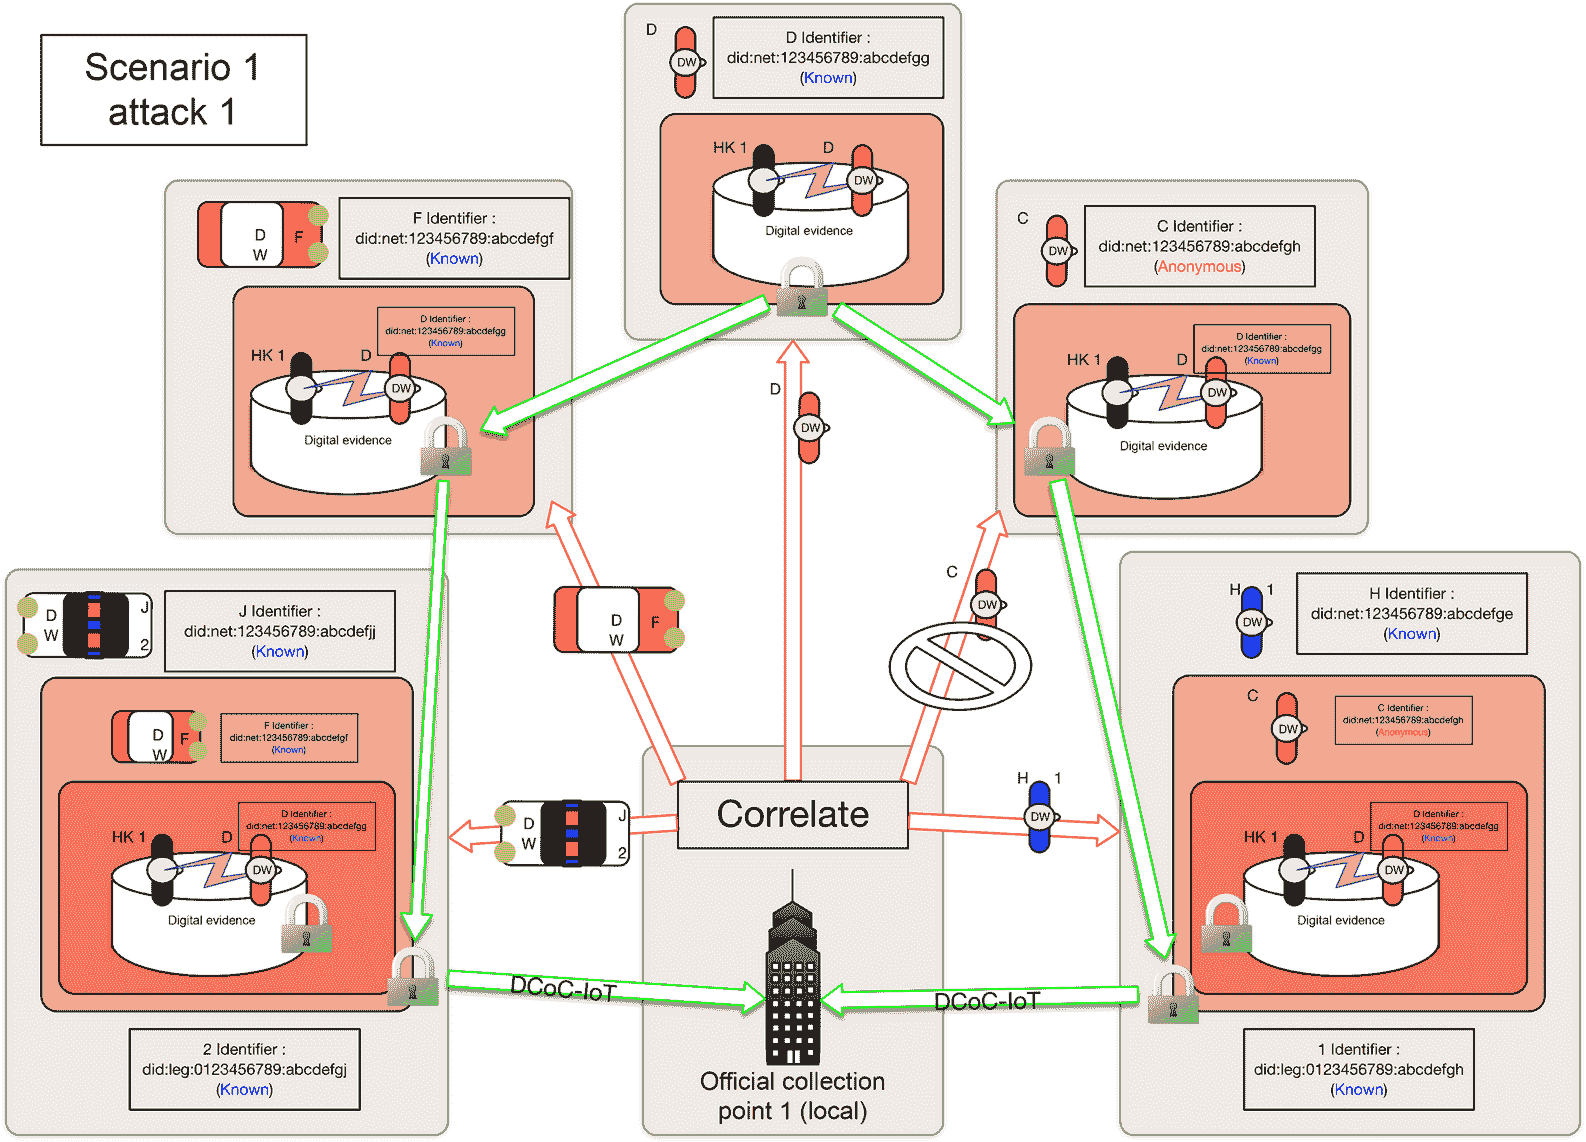 Scenario 1
attack 1
D
DW
D Identifier :
did:net:123456789:abcdefgg
(Known)
HK 1
D
DW
Digital evidence
D
W
F
F Identifier :
did:net:123456789:abcdefgf
(Known)
D Identifier :
did:net:123456789:abcdefgg
(Known)
HK 1
D
DW
Digital evidence
C
DW
C Identifier :
did:net:123456789:abcdefgh
(Anonymous)
D Identifier :
did:net:123456789:abcdefgg
(Known)
HK 1
D
DW
Digital evidence
D
DW
D
W
F
C
DW
D
W
J
2
J Identifier :
did:net:123456789:abcdefjj
(Known)
D
W
F
F Identifier :
did:net:123456789:abcdefgf
(Known)
D Identifier :
did:net:123456789:abcdefgg
(Known)
HK 1
D
DW
Digital evidence
2 Identifier :
did:leg:0123456789:abcdefgj
(Known)
H 1
DW
H Identifier :
did:net:123456789:abcdefge
(Known)
C
DW
C Identifier :
did:net:123456789:abcdefgh
(Anonymous)
D Identifier :
did:net:123456789:abcdefgg
(Known)
HK 1
D
DW
Digital evidence
1 Identifier :
did:leg:0123456789:abcdefgh
(Known)
D
W
J
2
Correlate
H 1
DW
DCoC-IoT
DCoC-IoT
Official collection
point 1 (local)